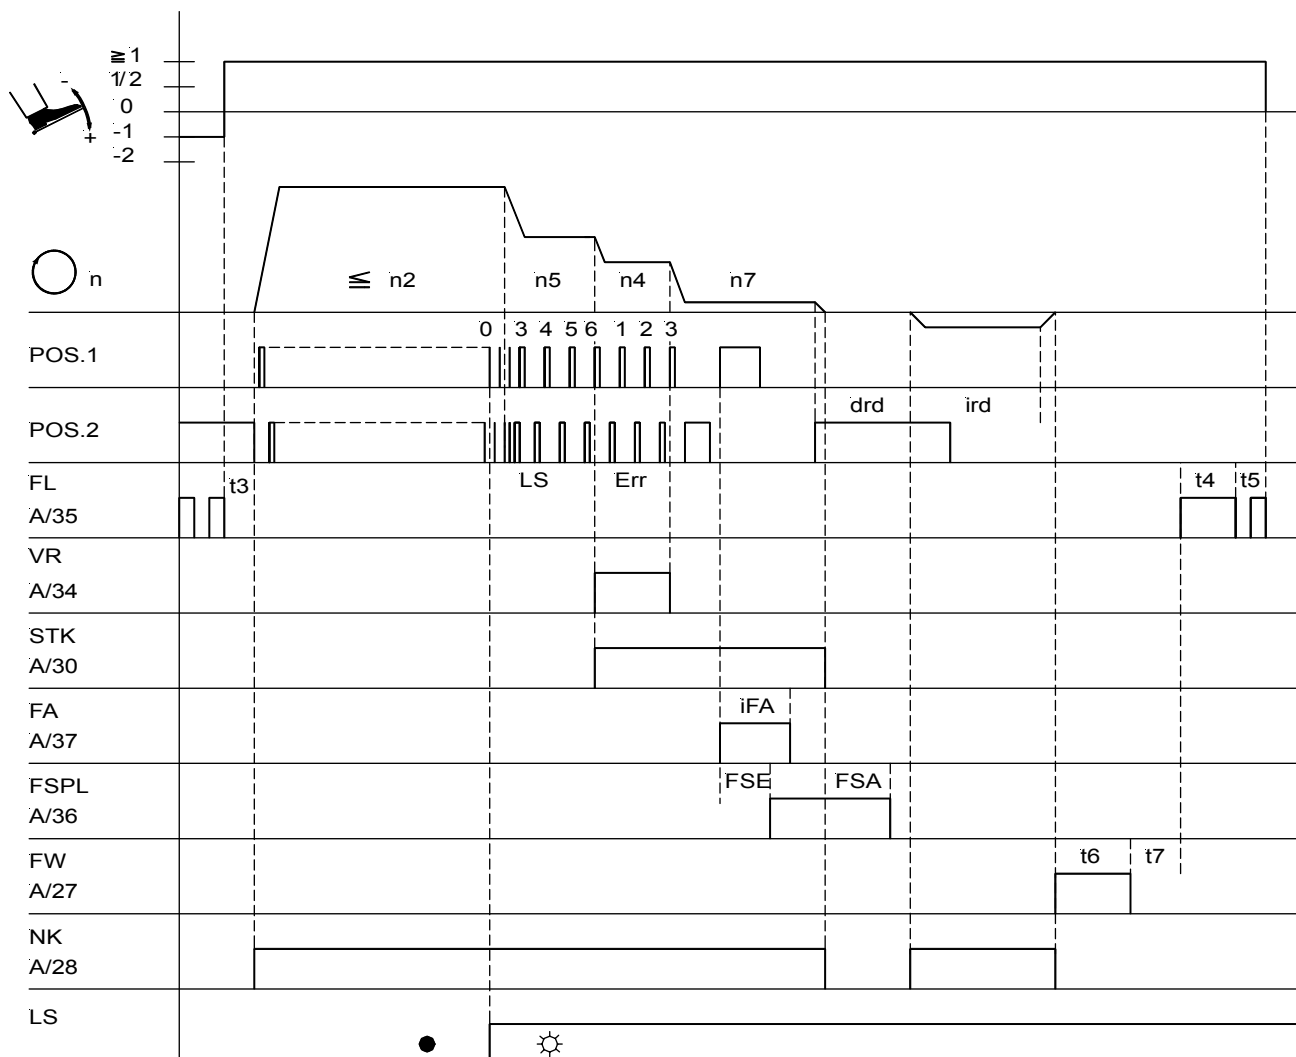 ≧ 1
1/2
0
-1
-2
-
+
n
≦ n2
n5
n4
n7
0 3 4 5 6 1 2 3
POS.1
drd
ird
POS.2
FL
A/35
t3
LS
Err
t4
t5
VR
A/34
STK
A/30
FA
A/37
iFA
FSPL
A/36
FSE
FSA
FW
A/27
t6
t7
NK
A/28
LS